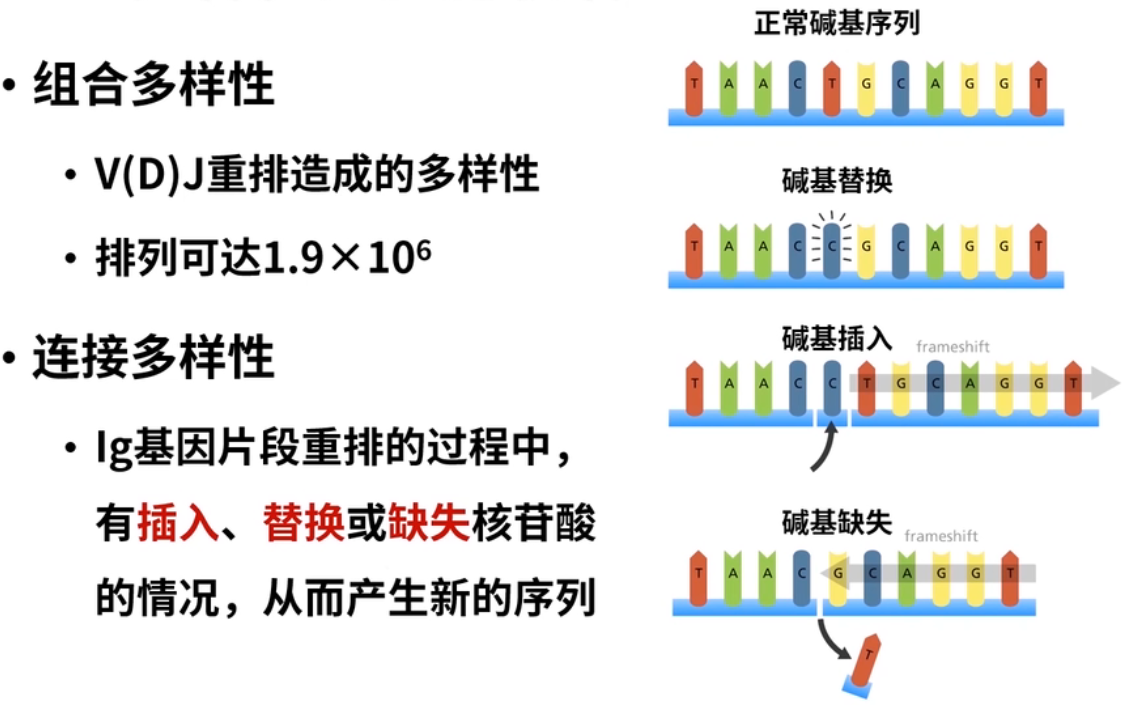 • 组合多样性
• V(D)J重排造成的多样性
• 排列可达1.9×10⁶
• 连接多样性
• Ig基因片段重排的过程中，
有插入、替换或缺失核苷酸
的情况，从而产生新的序列
正常碱基序列
T A A C T G C A G G T
碱基替换
T A A C C G C A G G T
碱基插入 frameshift
T A A C C T G C A G G T
碱基缺失 frameshift
T A A C G C A G G T
T